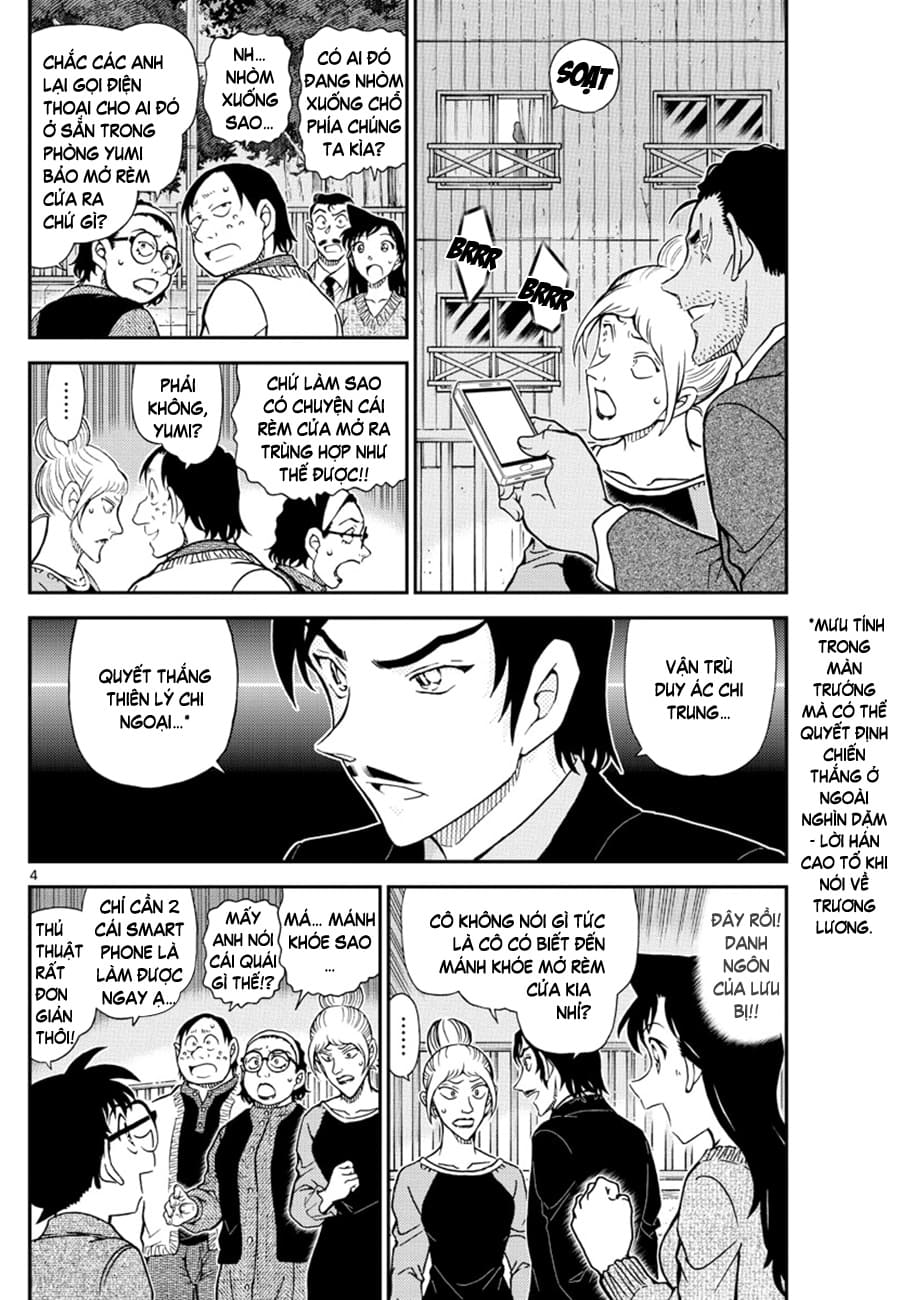 SOẠT
BRRR
BRRR
CÓ AI ĐÓ
ĐANG NHÒM
XUỐNG CHỖ
PHÍA CHÚNG
TA KÌA?
NH...
NHÒM
XUỐNG
SAO...
CHẮC CÁC ANH
LẠI GỌI ĐIỆN
THOẠI CHO AI ĐÓ
Ở SẴN TRONG
PHÒNG YUMI
BẢO MỞ RÈM
CỬA RA
CHỨ GÌ?
CHỨ LÀM SAO
CÓ CHUYỆN CÁI
RÈM CỬA MỞ RA
TRÙNG HỢP NHƯ
THẾ ĐƯỢC!!
PHẢI
KHÔNG,
YUMI?
......
VẬN TRÙ
DUY ÁC CHI
TRUNG...
QUYẾT THẮNG
THIÊN LÝ CHI
NGOẠI..."
"MƯU TÍNH
TRONG
MÀN
TRƯỚNG
MÀ CÓ THỂ
QUYẾT ĐỊNH
CHIẾN
THẮNG Ở
NGOÀI
NGHÌN DẶM
- LỜI HÁN
CAO TỔ KHI
NÓI VỀ
TRƯƠNG
LƯƠNG.
4
ĐÂY RỒI!
DANH
NGÔN
CỦA LƯU
BỊ!!
CÔ KHÔNG NÓI GÌ TỨC
LÀ CÔ CÓ BIẾT ĐẾN
MÁNH KHÓE MỞ RÈM
CỬA KIA
NHỈ?
......
MÁ... MÁNH
KHÓE SAO
...
MẤY
ANH NÓI
CÁI QUÁI
GÌ THẾ!?
CHỈ CẦN 2
CÁI SMART
PHONE LÀ
LÀM ĐƯỢC
NGAY Ạ...
THỦ
THUẬT
RẤT
ĐƠN
GIẢN
THÔI!